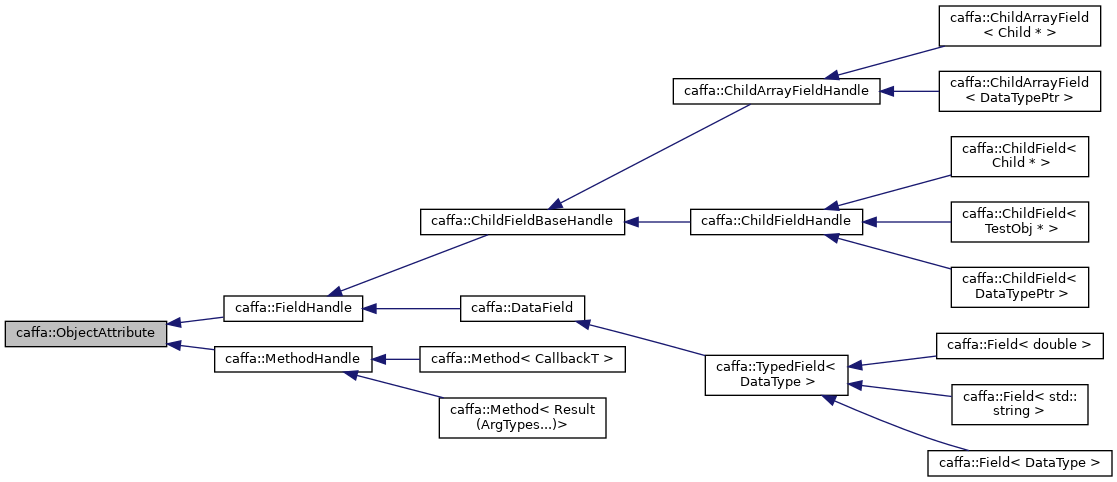 caffa::ChildArrayField
< Child * >
caffa::ChildArrayFieldHandle
caffa::ChildArrayField
< DataTypePtr >
caffa::ChildField<
Child * >
caffa::ChildFieldBaseHandle
caffa::ChildFieldHandle
caffa::ChildField<
TestObj * >
caffa::ChildField<
DataTypePtr >
caffa::FieldHandle
caffa::DataField
caffa::ObjectAttribute
caffa::MethodHandle
caffa::Method< CallbackT >
caffa::TypedField<
DataType >
caffa::Field< double >
caffa::Field< std::
string >
caffa::Method< Result
(ArgTypes...)>
caffa::Field< DataType >